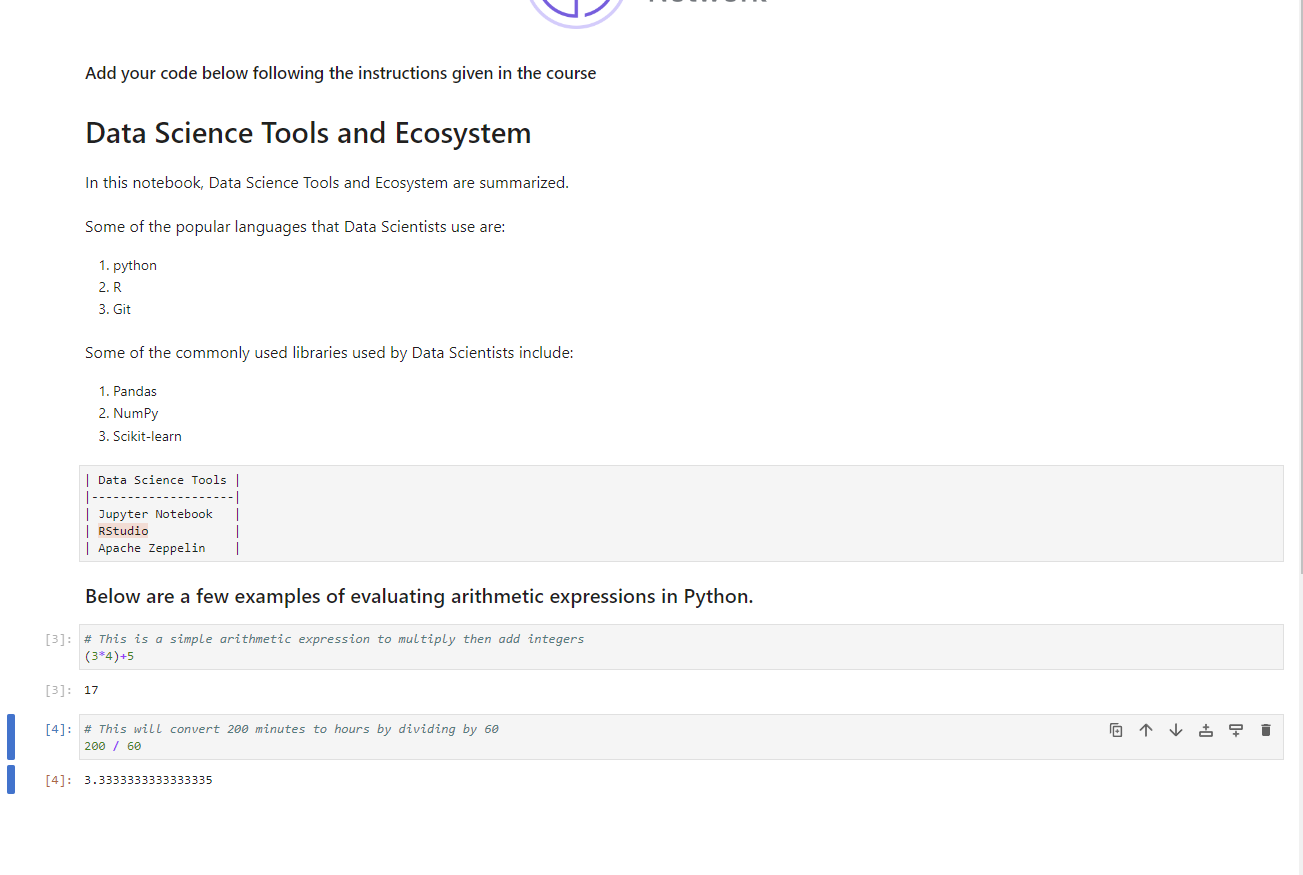 Add your code below following the instructions given in the course
Data Science Tools and Ecosystem
In this notebook, Data Science Tools and Ecosystem are summarized.
Some of the popular languages that Data Scientists use are:
1. python
2. R
3. Git
Some of the commonly used libraries used by Data Scientists include:
1. Pandas
2. NumPy
3. Scikit-learn
| Data Science Tools |
|--------------------|
| Jupyter Notebook   |
| RStudio            |
| Apache Zeppelin    |
Below are a few examples of evaluating arithmetic expressions in Python.
[3]: # This is a simple arithmetic expression to multiply then add integers
(3*4)+5
[3]: 17
[4]: # This will convert 200 minutes to hours by dividing by 60
200 / 60
[4]: 3.3333333333333335